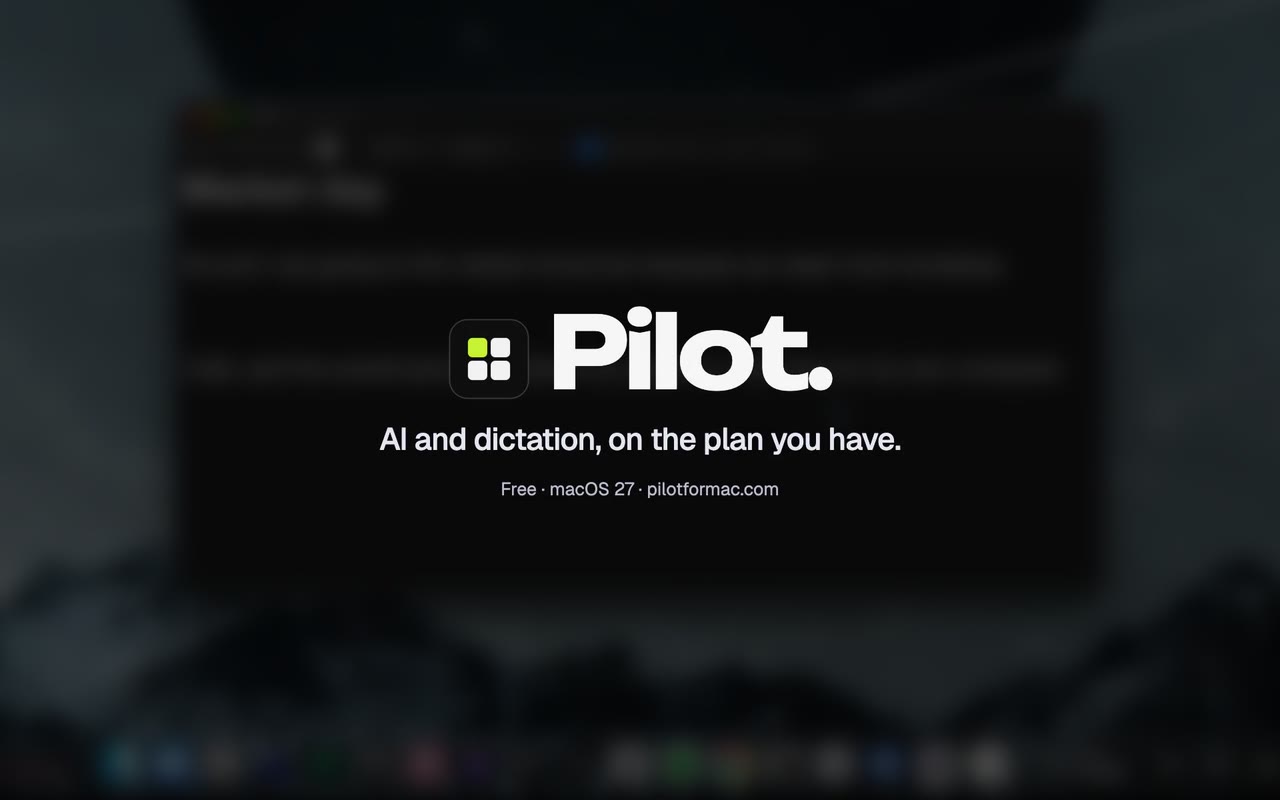 Pilot.
AI and dictation, on the plan you have.
Free · macOS 27 · pilotformac.com